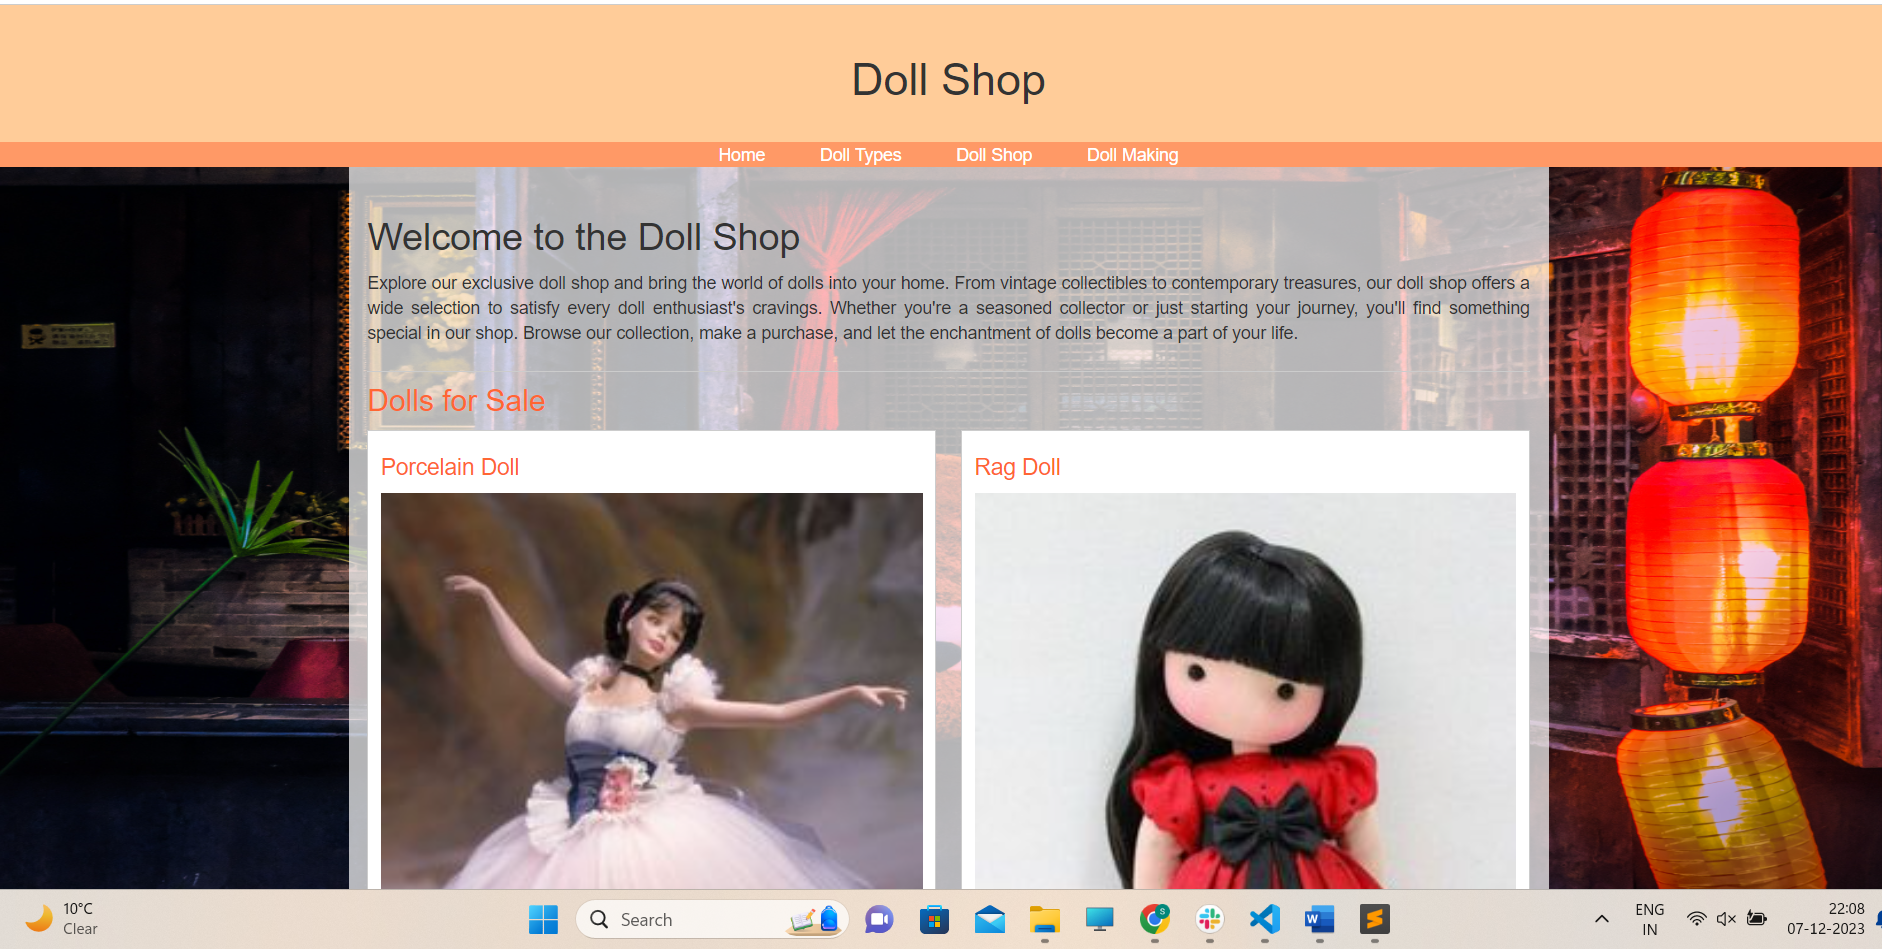 Doll Shop
Home Doll Types Doll Shop Doll Making
Welcome to the Doll Shop
Explore our exclusive doll shop and bring the world of dolls into your home. From vintage collectibles to contemporary treasures, our doll shop offers a
wide selection to satisfy every doll enthusiast's cravings. Whether you're a seasoned collector or just starting your journey, you'll find something
special in our shop. Browse our collection, make a purchase, and let the enchantment of dolls become a part of your life.
Dolls for Sale
Porcelain Doll
Rag Doll
10°C
Clear
Search
ENG
IN
22:08
07-12-2023